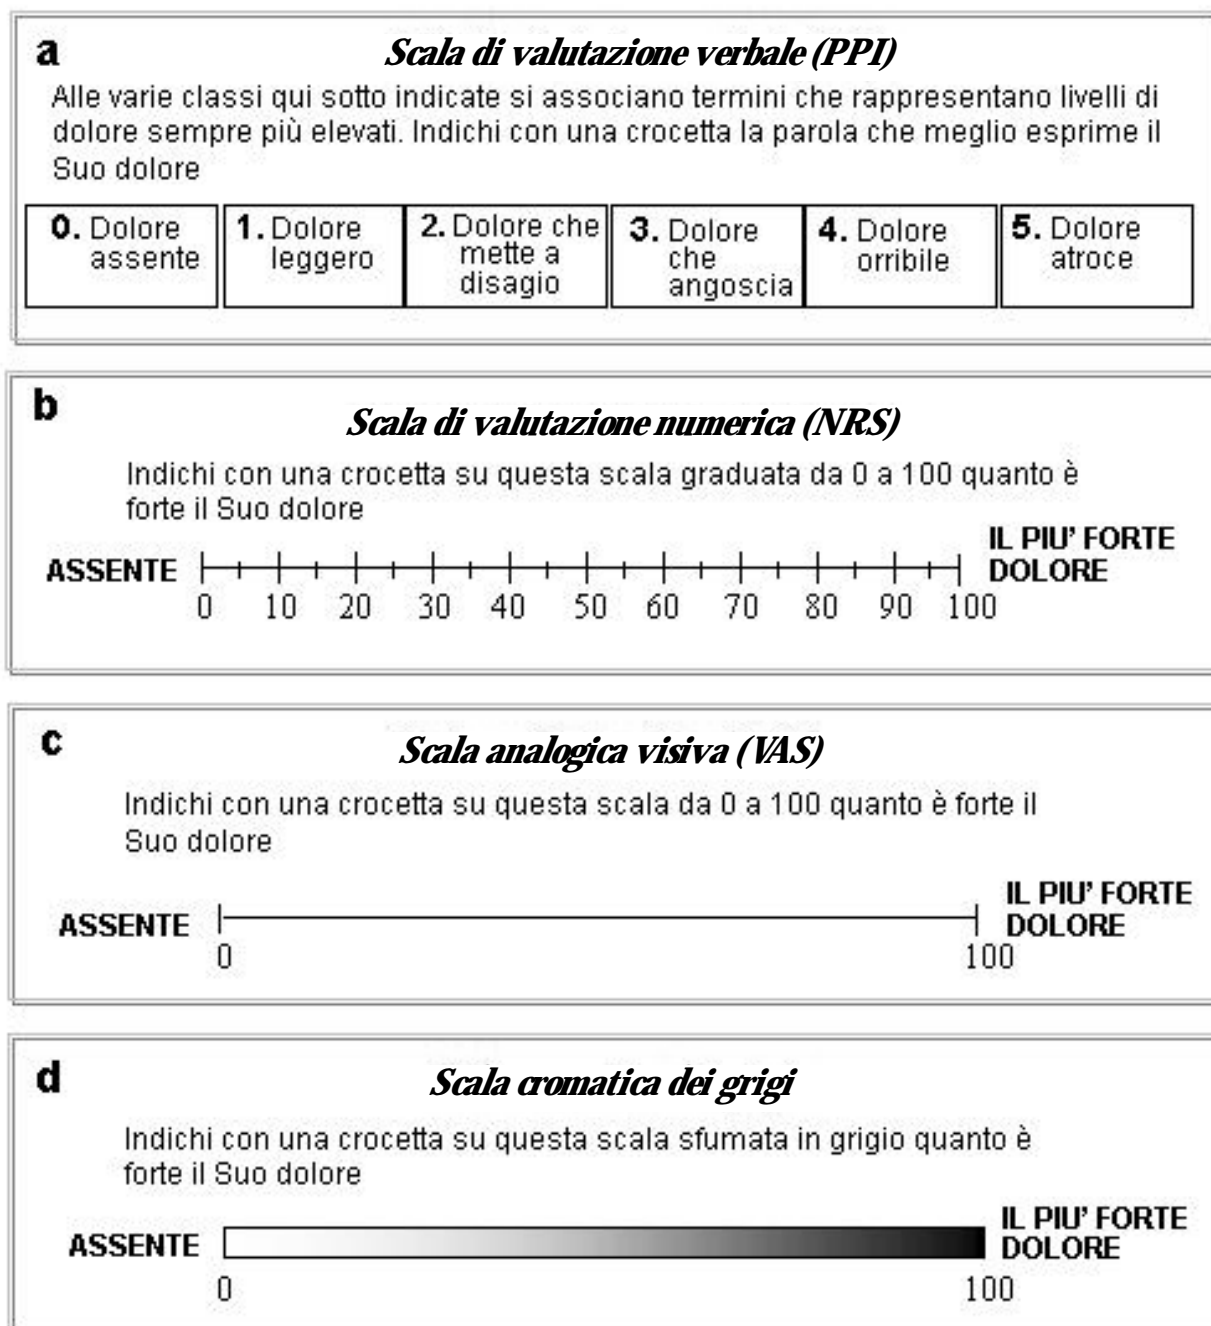 a
Scala di valutazione verbale (PPI)
Alle varie classi qui sotto indicate si associano termini che rappresentano livelli di
dolore sempre più elevati. Indichi con una crocetta la parola che meglio esprime il
Suo dolore
0. Dolore
assente
1. Dolore
leggero
2. Dolore che
mette a
disagio
3. Dolore
che
angoscia
4. Dolore
orribile
5. Dolore
atroce
b
Scala di valutazione numerica (NRS)
Indichi con una crocetta su questa scala graduata da 0 a 100 quanto è
forte il Suo dolore
ASSENTE
IL PIU' FORTE
DOLORE
0 10 20 30 40 50 60 70 80 90 100
c
Scala analogica visiva (VAS)
Indichi con una crocetta su questa scala da 0 a 100 quanto è forte il
Suo dolore
ASSENTE
IL PIU' FORTE
DOLORE
0 100
d
Scala cromatica dei grigi
Indichi con una crocetta su questa scala sfumata in grigio quanto è
forte il Suo dolore
ASSENTE
IL PIU' FORTE
DOLORE
0 100